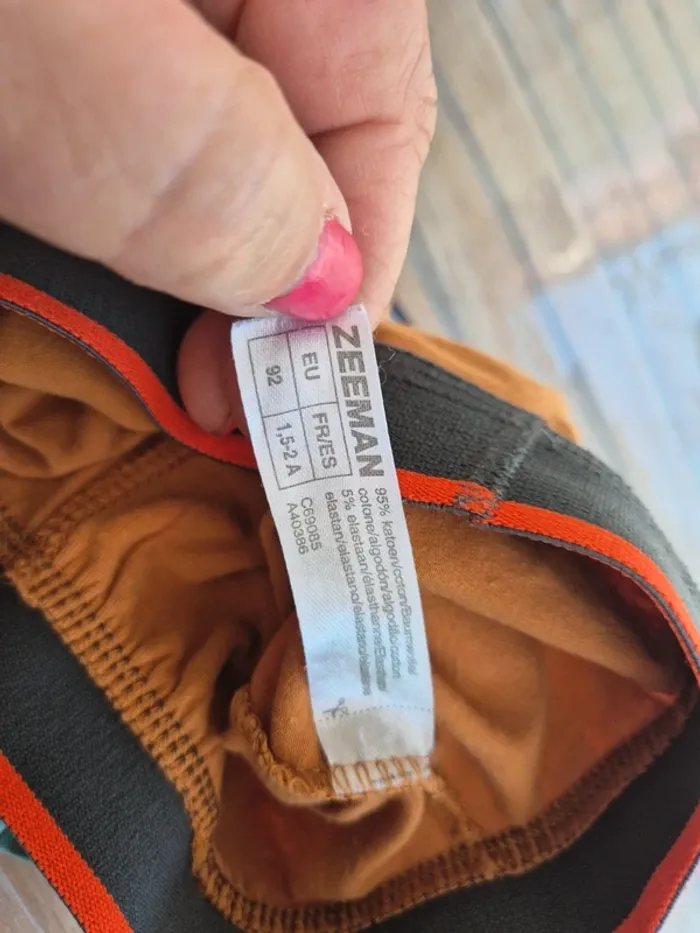 ZEEMAN
EU FR/ES
92 1,5-2 A
95% katoen/coton/Baumwolle/
cotone/algodón/algodão/cotton
5% elastaan/élasthanne/Elasthan/
elastan/elastano/elastano/elastane
C69085
A40386